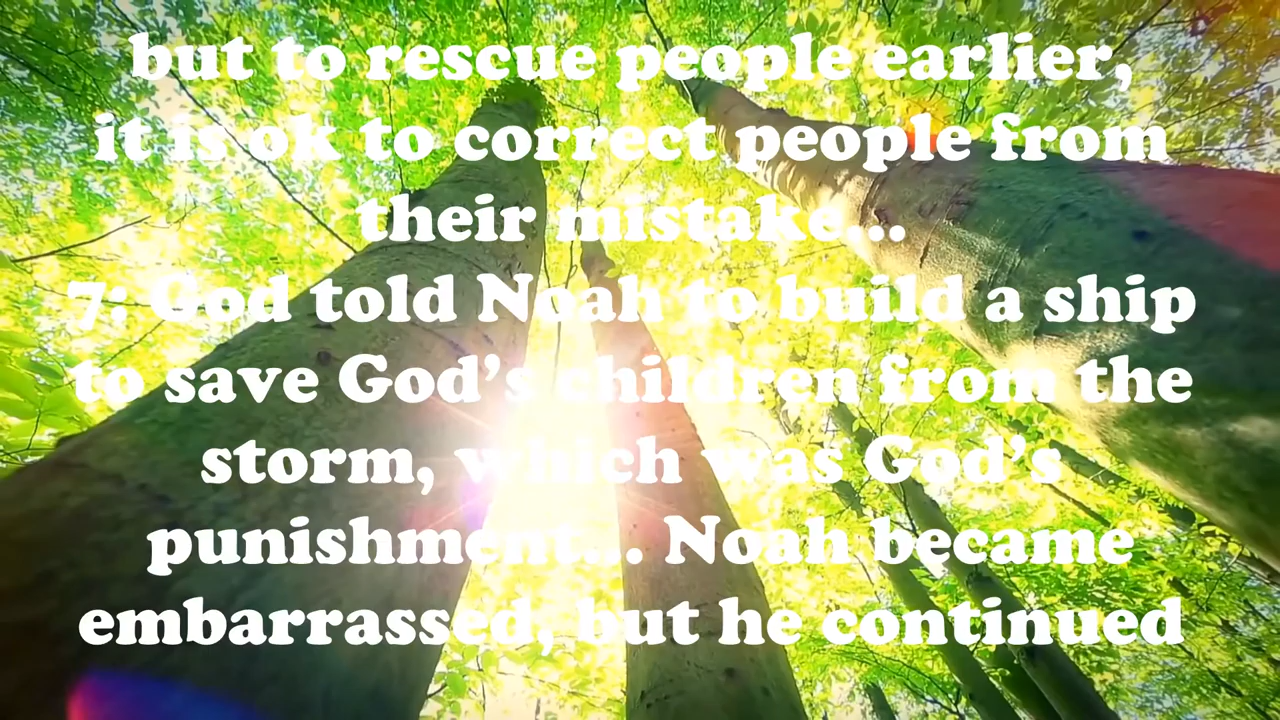 but to rescue people earlier,
it is ok to correct people from
their mistake...
7: God told Noah to build a ship
to save God's children from the
storm, which was God's
punishment... Noah became
embarrassed, but he continued